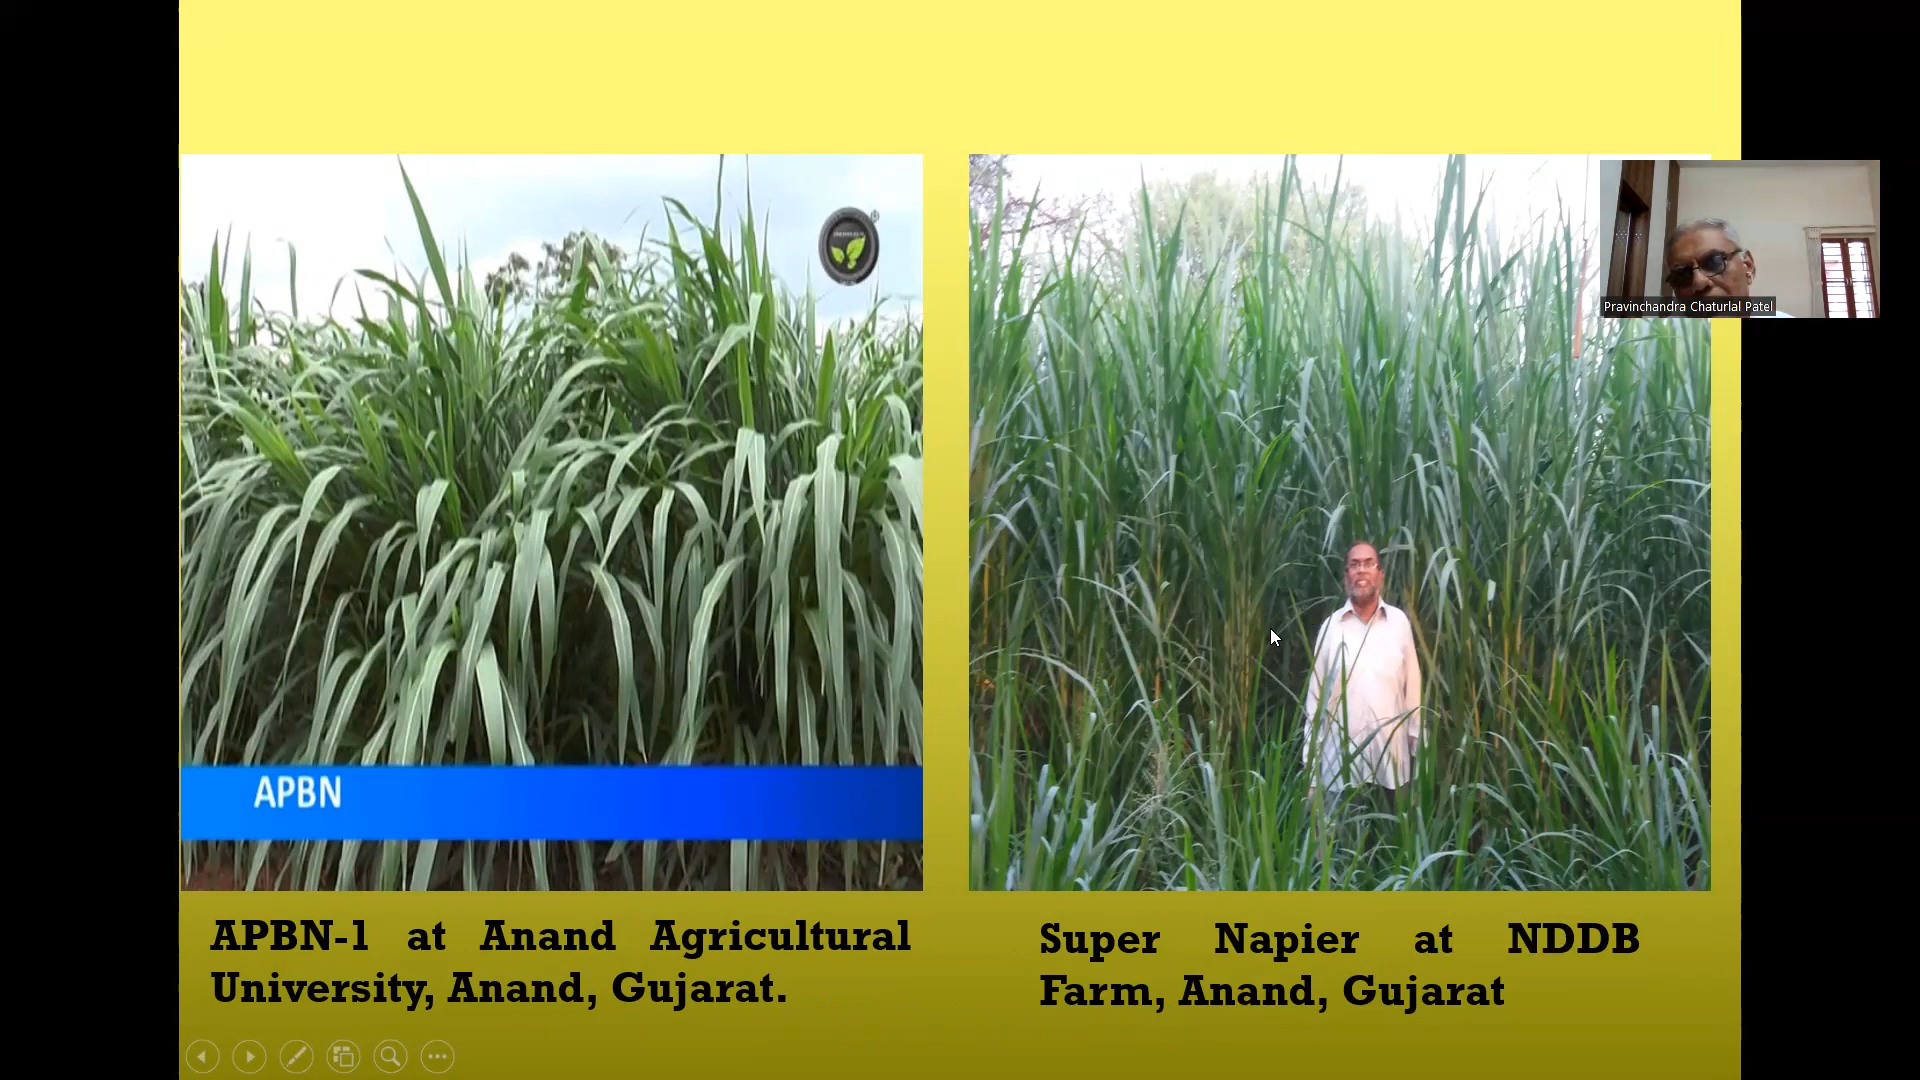 Pravinchandra Chaturlal Patel
APBN
APBN-1 at Anand Agricultural
University, Anand, Gujarat.
Super Napier at NDDB
Farm, Anand, Gujarat